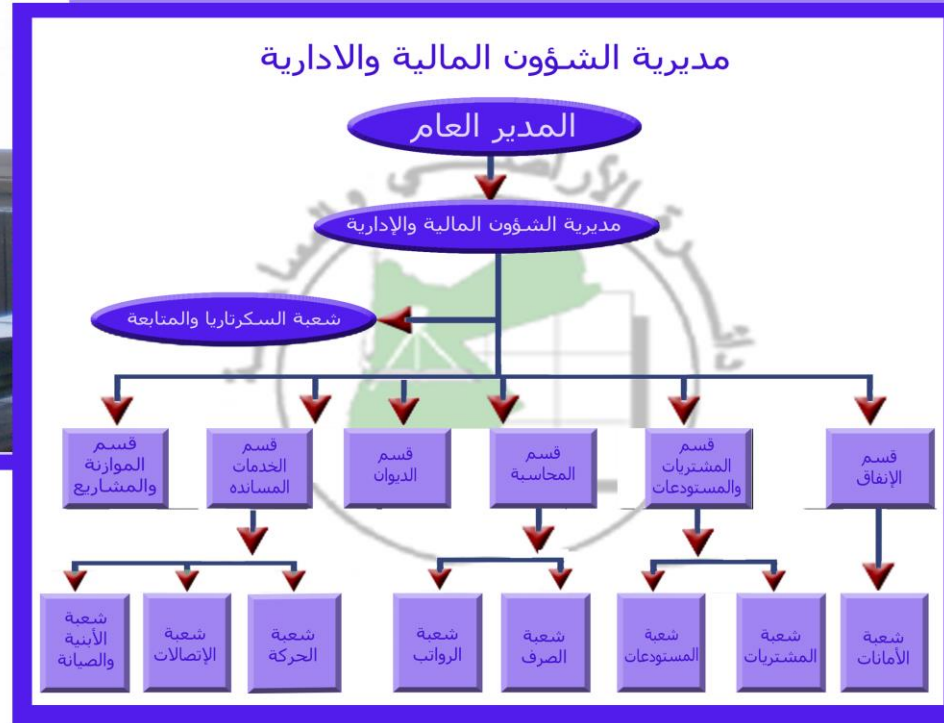 مديرية الشؤون المالية والادارية
المدير العام
مديرية الشؤون المالية والإدارية
شعبة السكرتاريا والمتابعة
قسم
الإنفاق
قسم
المشتريات
والمستودعات
قسم
المحاسبة
قسم
الديوان
قسم
الخدمات
المسانده
قسم
الموازنة
والمشاريع
شعبة
الأمانات
شعبة
المشتريات
شعبة
المستودعات
شعبة
الصرف
شعبة
الرواتب
شعبة
الحركة
شعبة
الإتصالات
شعبة
الأبنية
والصيانة